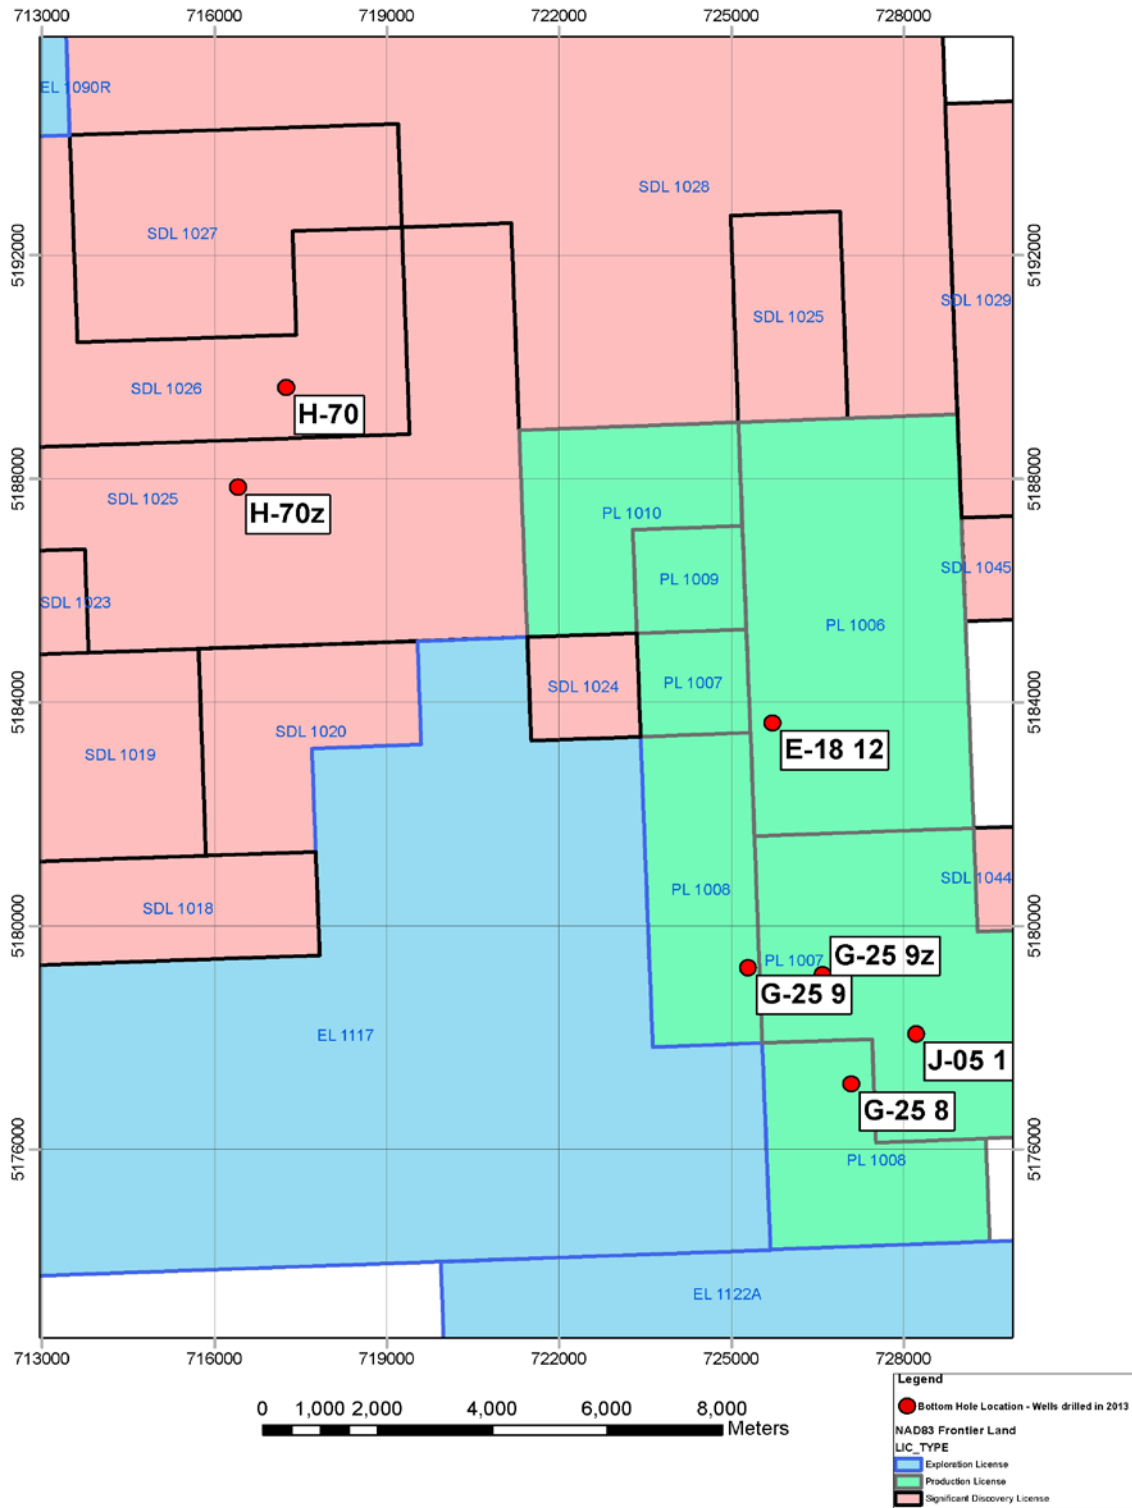 713000 716000 719000 722000 725000 728000
EL 1090R
SDL 1028
SDL 1027
5192000
5192000
SDL 1029
SDL 1025
SDL 1026
H-70
5188000
5188000
SDL 1025
H-70z
PL 1010
PL 1009
SDL 1045
SDL 1023
PL 1006
PL 1007
SDL 1024
5184000
5184000
SDL 1020
SDL 1019
E-18 12
SDL 1044
PL 1008
SDL 1018
5180000
5180000
G-25 9z
PL 1007
G-25 9
EL 1117
J-05 1
G-25 8
5176000
5176000
PL 1008
EL 1122A
713000 716000 719000 722000 725000 728000
0 1,000 2,000 4,000 6,000 8,000
Meters
Legend
Bottom Hole Location - Wells drilled in 2013
NAD83 Frontier Land
LIC_TYPE
Exploration License
Production License
Significant Discovery License